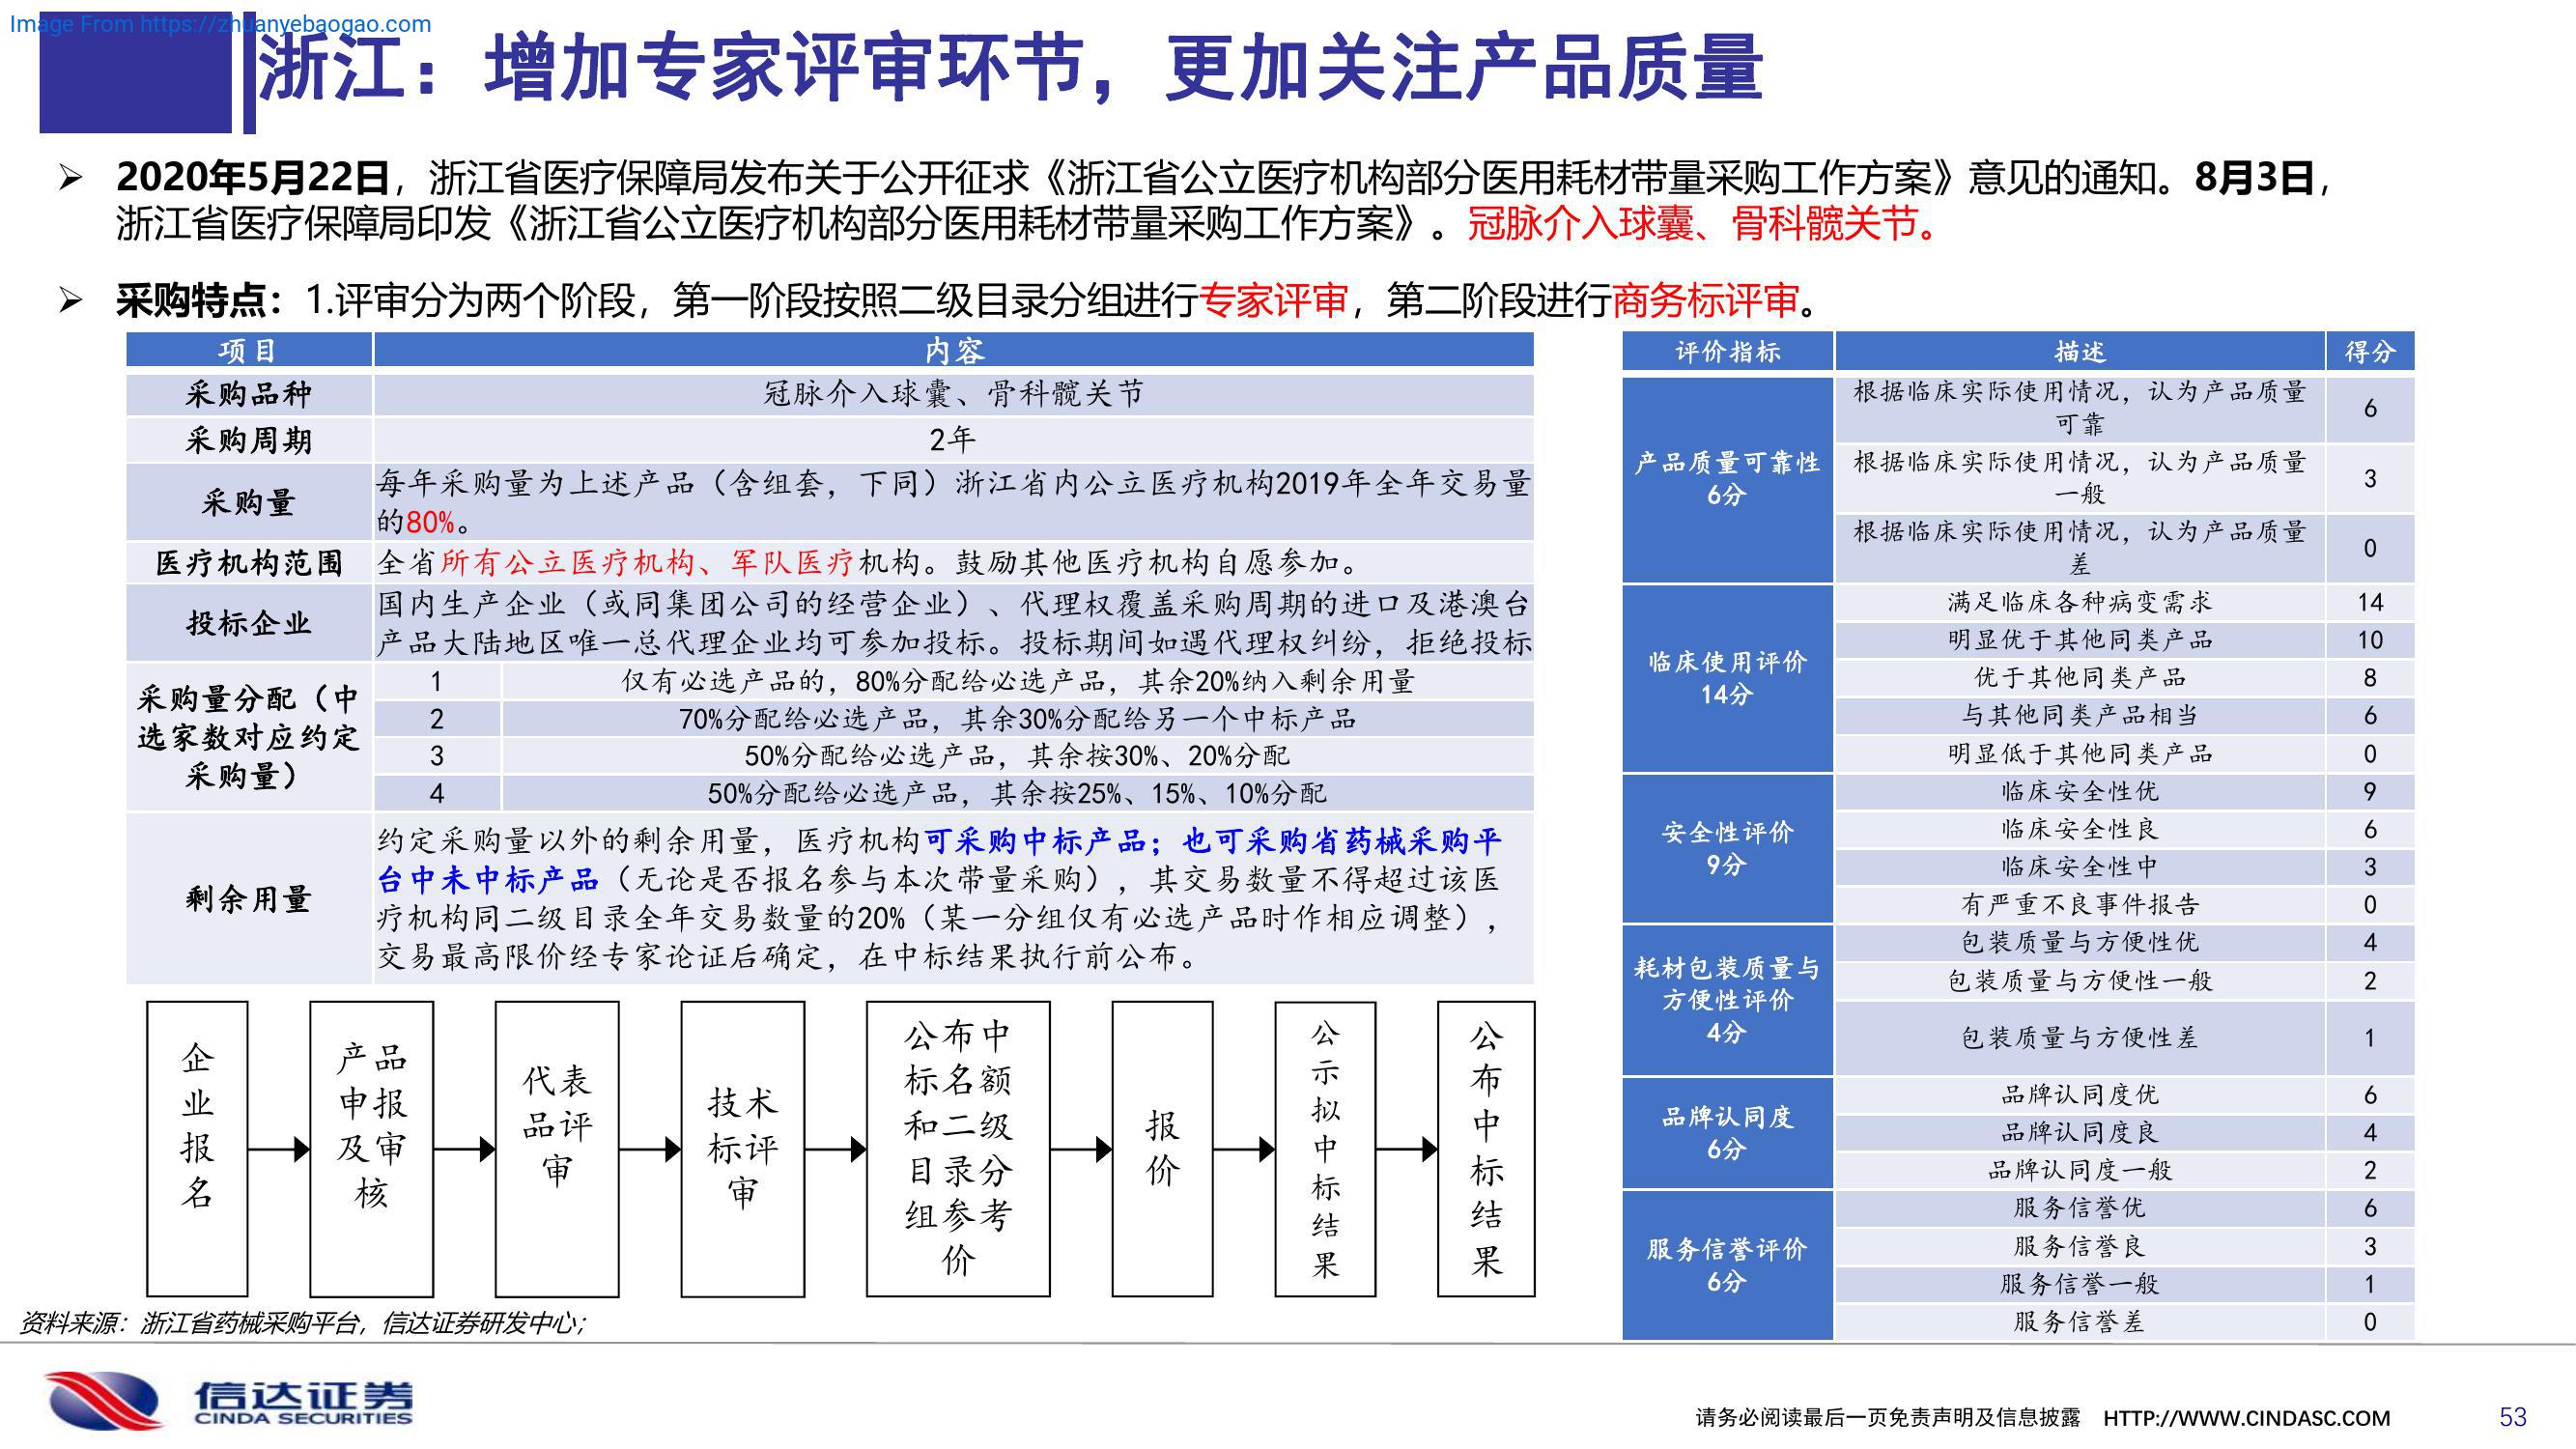 Image From https://zhuanyebaogao.com
浙江：增加专家评审环节，更加关注产品质量
➢ 2020年5月22日，浙江省医疗保障局发布关于公开征求《浙江省公立医疗机构部分医用耗材带量采购工作方案》意见的通知。8月3日，
浙江省医疗保障局印发《浙江省公立医疗机构部分医用耗材带量采购工作方案》。冠脉介入球囊、骨科髋关节。
➢ 采购特点：1.评审分为两个阶段，第一阶段按照二级目录分组进行专家评审，第二阶段进行商务标评审。
项目 内容
采购品种 冠脉介入球囊、骨科髋关节
采购周期 2年
采购量
每年采购量为上述产品（含组套，下同）浙江省内公立医疗机构2019年全年交易量
的80%。
医疗机构范围 全省所有公立医疗机构、军队医疗机构。鼓励其他医疗机构自愿参加。
投标企业
国内生产企业（或同集团公司的经营企业）、代理权覆盖采购周期的进口及港澳台
产品大陆地区唯一总代理企业均可参加投标。投标期间如遇代理权纠纷，拒绝投标
采购量分配（中
选家数对应约定
采购量）
1 仅有必选产品的，80%分配给必选产品，其余20%纳入剩余用量
2 70%分配给必选产品，其余30%分配给另一个中标产品
3 50%分配给必选产品，其余按30%、20%分配
4 50%分配给必选产品，其余按25%、15%、10%分配
剩余用量
约定采购量以外的剩余用量，医疗机构可采购中标产品；也可采购省药械采购平
台中未中标产品（无论是否报名参与本次带量采购），其交易数量不得超过该医
疗机构同二级目录全年交易数量的20%（某一分组仅有必选产品时作相应调整），
交易最高限价经专家论证后确定，在中标结果执行前公布。
企
业
报
名
产品
申报
及审
核
代表
品评
审
技术
标评
审
公布中
标名额
和二级
目录分
组参考
价
报
价
公
示
拟
中
标
结
果
公
布
中
标
结
果
评价指标 描述 得分
产品质量可靠性
6分
根据临床实际使用情况，认为产品质量
可靠
6
根据临床实际使用情况，认为产品质量
一般
3
根据临床实际使用情况，认为产品质量
差
0
临床使用评价
14分
满足临床各种病变需求 14
明显优于其他同类产品 10
优于其他同类产品 8
与其他同类产品相当 6
明显低于其他同类产品 0
安全性评价
9分
临床安全性优 9
临床安全性良 6
临床安全性中 3
有严重不良事件报告 0
耗材包装质量与
方便性评价
4分
包装质量与方便性优 4
包装质量与方便性一般 2
包装质量与方便性差 1
品牌认同度
6分
品牌认同度优 6
品牌认同度良 4
品牌认同度一般 2
服务信誉评价
6分
服务信誉优 6
服务信誉良 3
服务信誉一般 1
服务信誉差 0
资料来源：浙江省药械采购平台，信达证券研发中心；
信达证券
CINDA SECURITIES
请务必阅读最后一页免责声明及信息披露 HTTP://WWW.CINDASC.COM 53